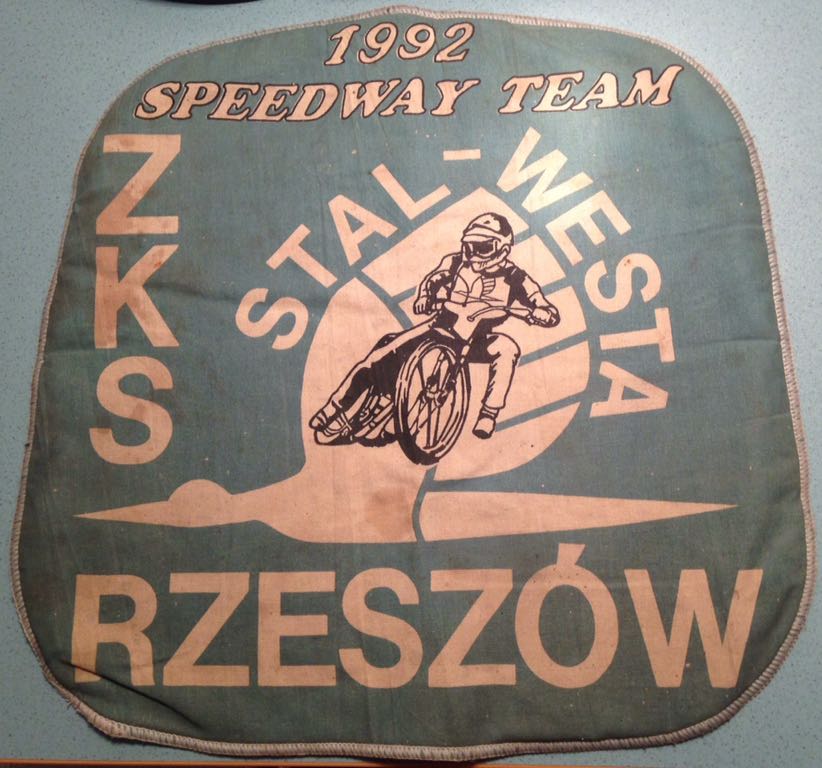 1992
SPEEDWAY TEAM
ZKS
STAL-WESTA
RZESZÓW